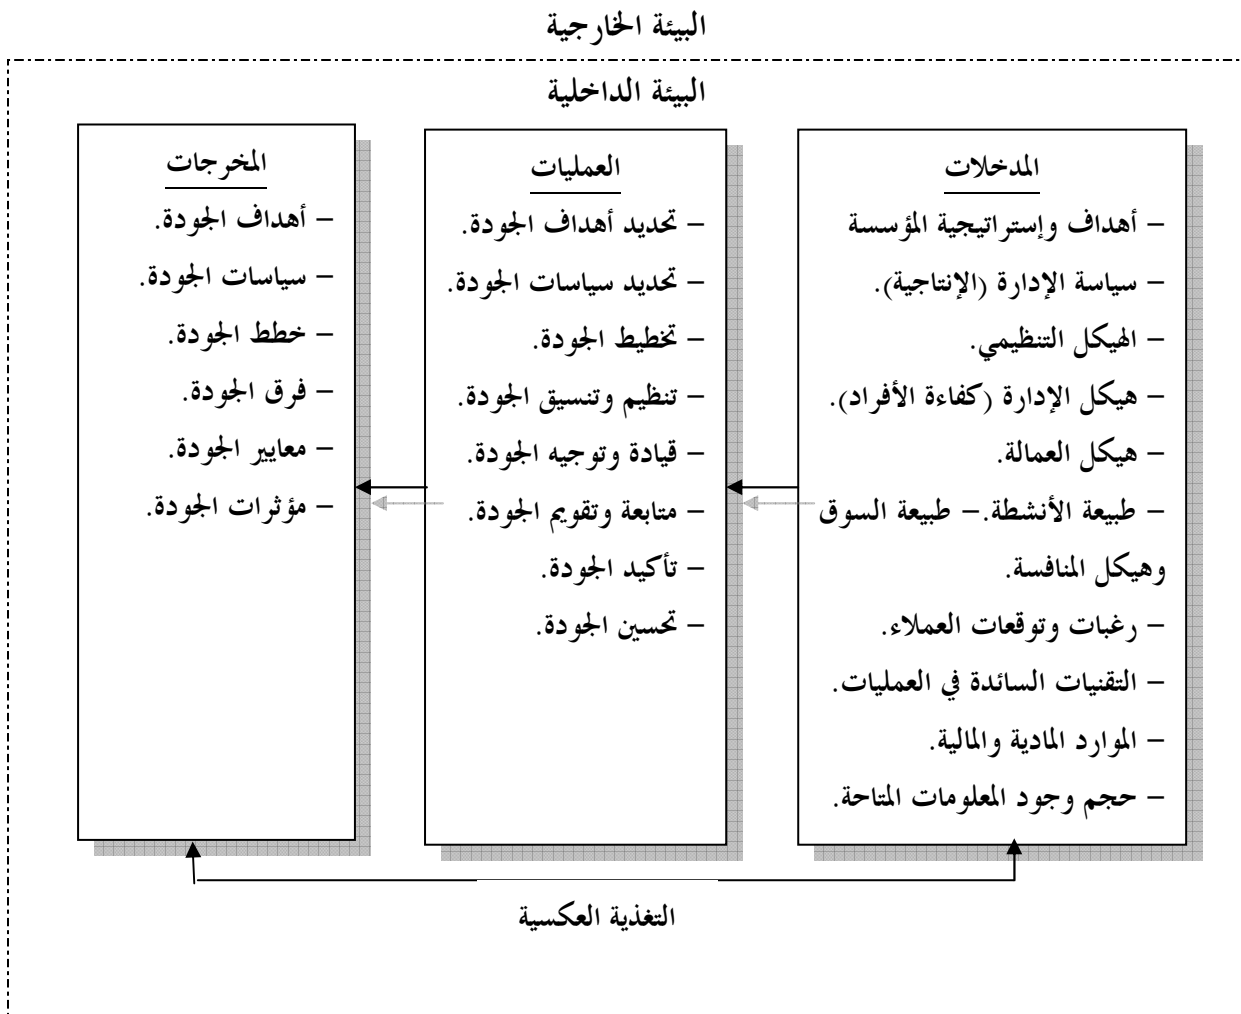 البيئة الخارجية
البيئة الداخلية
المدخلات
– أهداف وإستراتيجية المؤسسة
– سياسة الإدارة (الإنتاجية).
– الهيكل التنظيمي.
– هيكل الإدارة (كفاءة الأفراد).
– هيكل العمالة.
– طبيعة الأنشطة.– طبيعة السوق
وهيكل المنافسة.
– رغبات وتوقعات العملاء.
– التقنيات السائدة في العمليات.
– الموارد المادية والمالية.
– حجم وجود المعلومات المتاحة.
العمليات
– تحديد أهداف الجودة.
– تحديد سياسات الجودة.
– تخطيط الجودة.
– تنظيم وتنسيق الجودة.
– قيادة وتوجيه الجودة.
– متابعة وتقويم الجودة.
– تأكيد الجودة.
– تحسين الجودة.
المخرجات
– أهداف الجودة.
– سياسات الجودة.
– خطط الجودة.
– فرق الجودة.
– معايير الجودة.
– مؤثرات الجودة.
التغذية العكسية